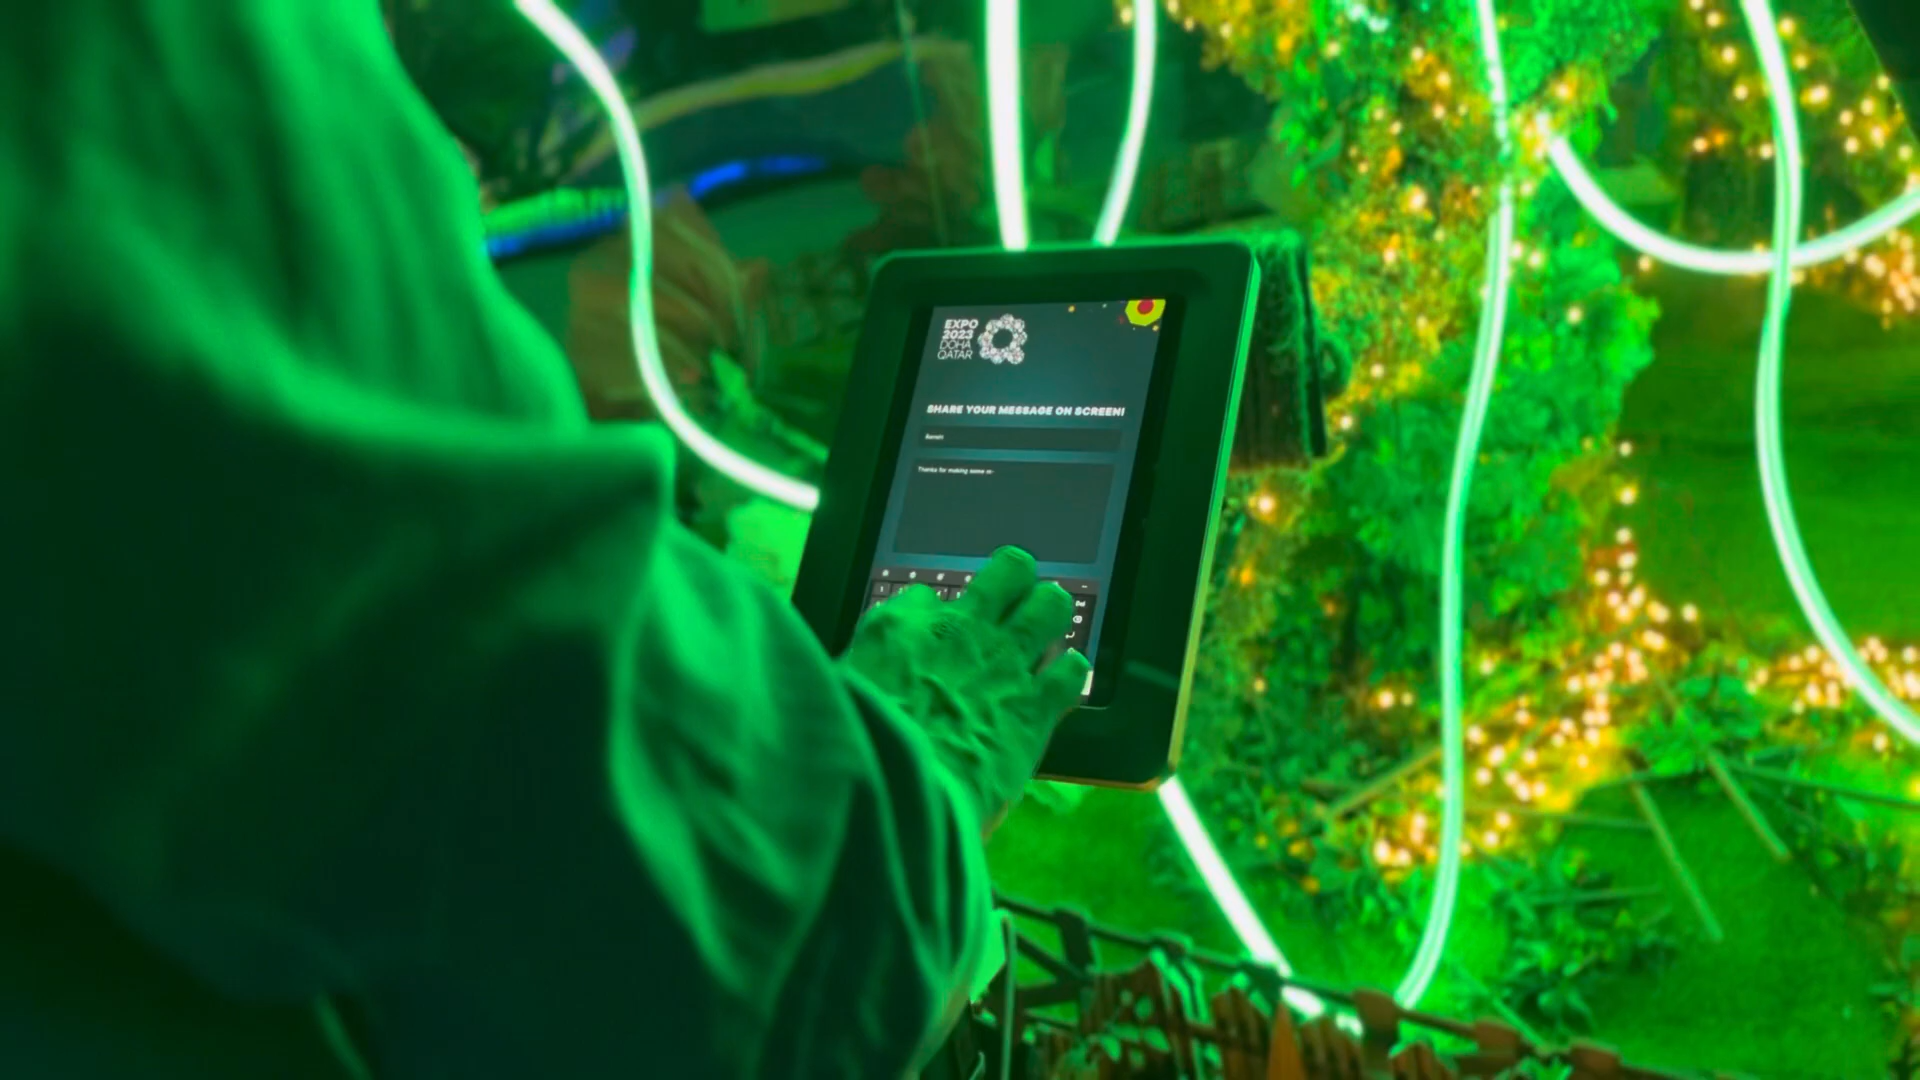 EXPO
2023
DOHA
QATAR
SHARE YOUR MESSAGE ON SCREEN!
Thanks for making some